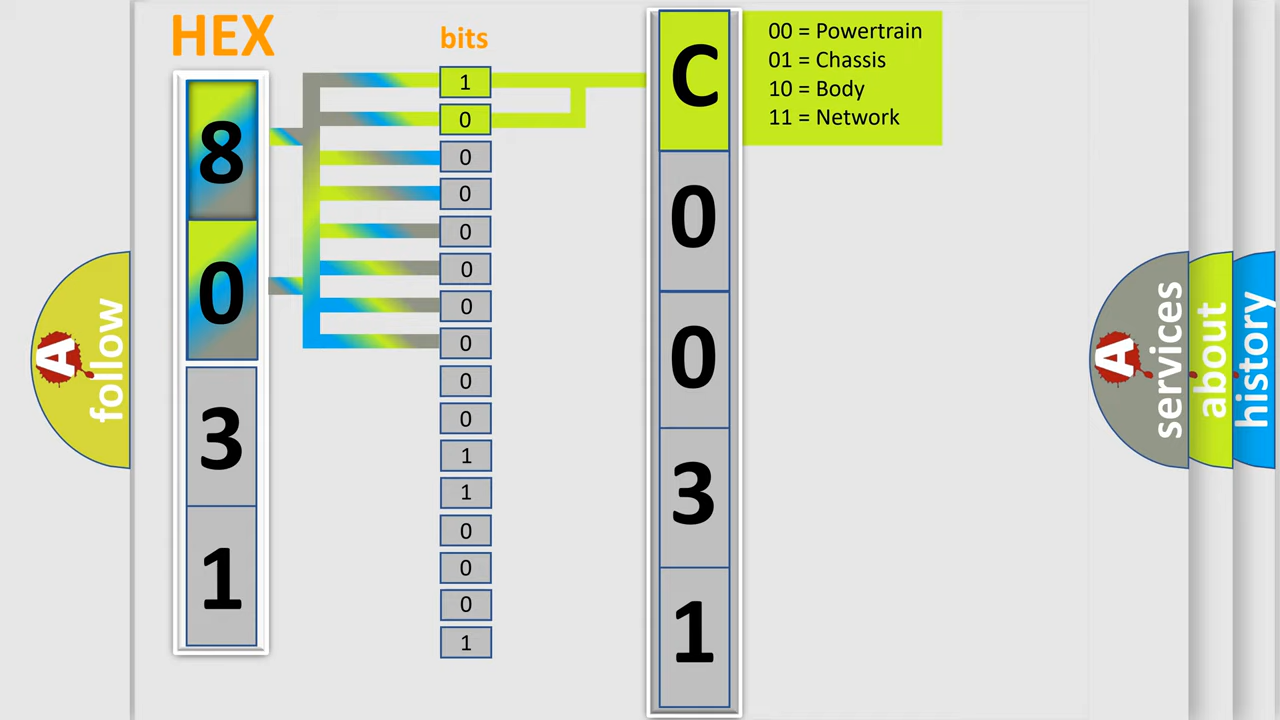 HEX
bits
8
0
3
1
1
0
0
0
0
0
0
0
0
0
1
1
0
0
0
1
C
0
0
3
1
00 = Powertrain
01 = Chassis
10 = Body
11 = Network
A
follow
A
services
about
history